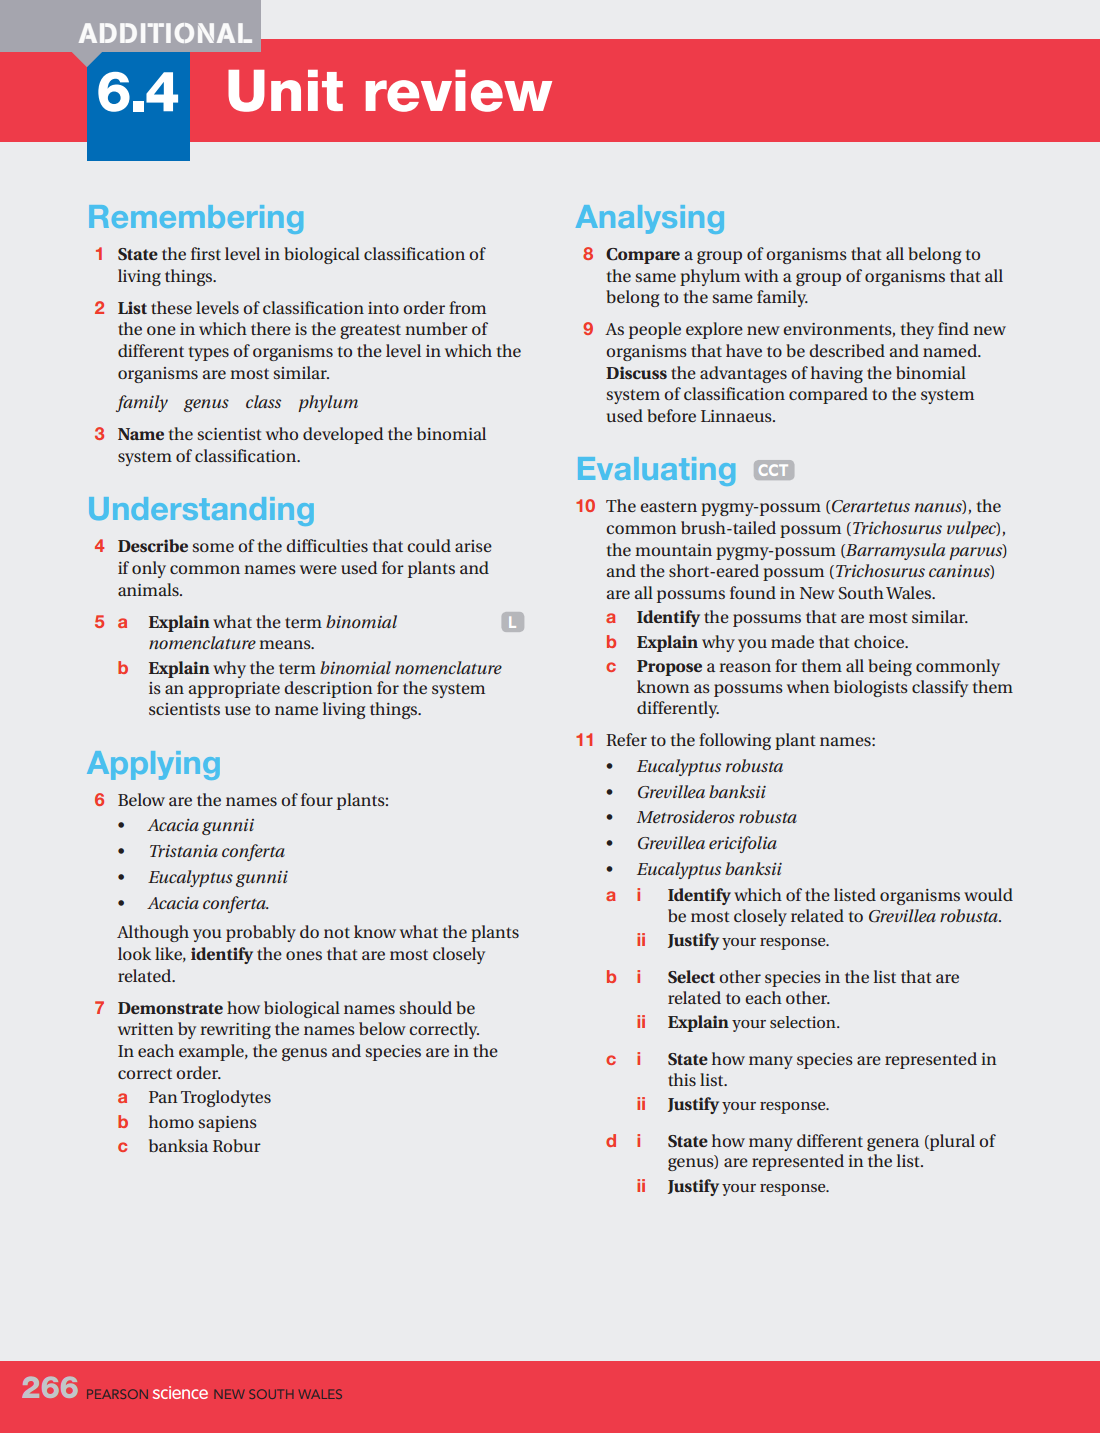 ADDITIONAL
6.4 Unit review
Remembering
1 State the first level in biological classification of
living things.
2 List these levels of classification into order from
the one in which there is the greatest number of
different types of organisms to the level in which the
organisms are most similar.
family genus class phylum
3 Name the scientist who developed the binomial
system of classification.
Understanding
4 Describe some of the difficulties that could arise
if only common names were used for plants and
animals.
5 a Explain what the term binomial L
nomenclature means.
b Explain why the term binomial nomenclature
is an appropriate description for the system
scientists use to name living things.
Applying
6 Below are the names of four plants:
• Acacia gunnii
• Tristania conferta
• Eucalyptus gunnii
• Acacia conferta.
Although you probably do not know what the plants
look like, identify the ones that are most closely
related.
7 Demonstrate how biological names should be
written by rewriting the names below correctly.
In each example, the genus and species are in the
correct order.
a Pan Troglodytes
b homo sapiens
c banksia Robur
Analysing
8 Compare a group of organisms that all belong to
the same phylum with a group of organisms that all
belong to the same family.
9 As people explore new environments, they find new
organisms that have to be described and named.
Discuss the advantages of having the binomial
system of classification compared to the system
used before Linnaeus.
Evaluating CCT
10 The eastern pygmy-possum (Cerartetus nanus), the
common brush-tailed possum (Trichosurus vulpec),
the mountain pygmy-possum (Barramysula parvus)
and the short-eared possum (Trichosurus caninus)
are all possums found in New South Wales.
a Identify the possums that are most similar.
b Explain why you made that choice.
c Propose a reason for them all being commonly
known as possums when biologists classify them
differently.
11 Refer to the following plant names:
• Eucalyptus robusta
• Grevillea banksii
• Metrosideros robusta
• Grevillea ericifolia
• Eucalyptus banksii
a i Identify which of the listed organisms would
be most closely related to Grevillea robusta.
ii Justify your response.
b i Select other species in the list that are
related to each other.
ii Explain your selection.
c i State how many species are represented in
this list.
ii Justify your response.
d i State how many different genera (plural of
genus) are represented in the list.
ii Justify your response.
266 PEARSON science NEW SOUTH WALES